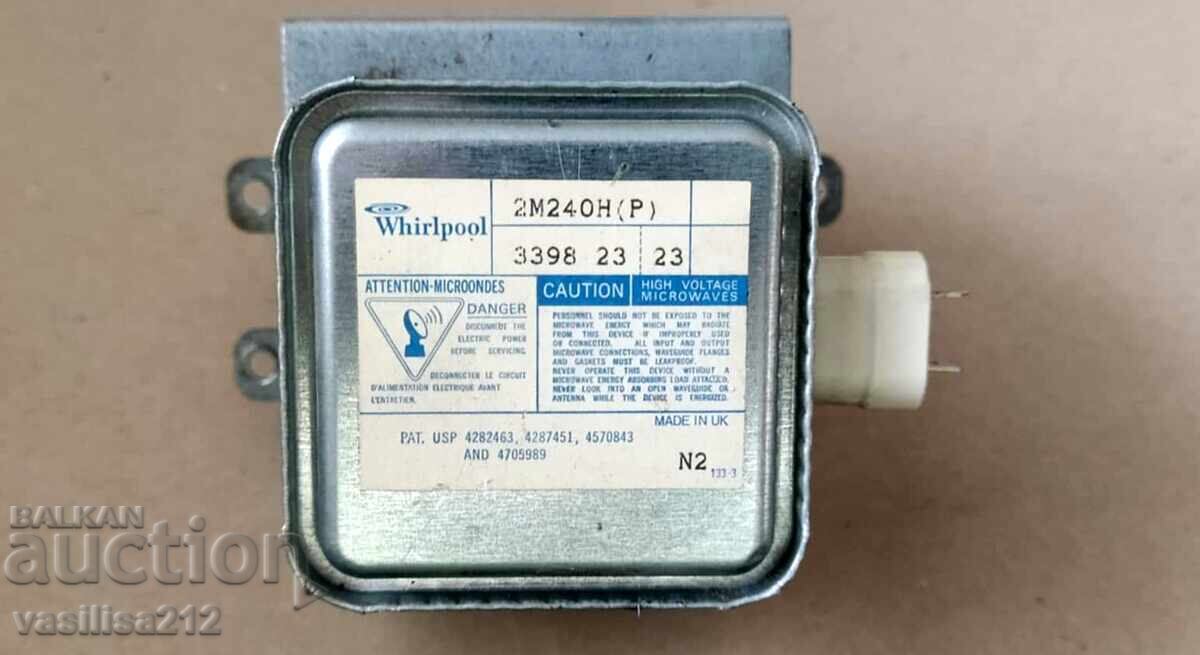 Whirlpool
2M240H(P)
3398 23 23
ATTENTION-MICROONDES
DANGER
DISCONNECT THE
ELECTRIC POWER
BEFORE SERVICING
DECONNECTER LE CIRCUIT
D'ALIMENTATION ELECTRIQUE AVANT
L'ENTRETIEN.
CAUTION
HIGH VOLTAGE
MICROWAVES
PERSONNEL SHOULD NOT BE EXPOSED TO THE
MICROWAVE ENERGY WHICH MAY RADIATE
FROM THIS DEVICE IF IMPROPERLY USED
OR CONNECTED. ALL INPUT AND OUTPUT
MICROWAVE CONNECTIONS, WAVEGUIDE FLANGES
AND GASKETS MUST BE LEAKPROOF.
NEVER OPERATE THIS DEVICE WITHOUT A
MICROWAVE ENERGY ABSORBING LOAD ATTACHED.
NEVER LOOK INTO AN OPEN WAVEGUIDE OR
ANTENNA WHILE THE DEVICE IS ENERGIZED.
MADE IN UK
PAT. USP 4282463, 4287451, 4570843
AND 4705989
N2
133-3
BALKAN
auction
vasilisa212